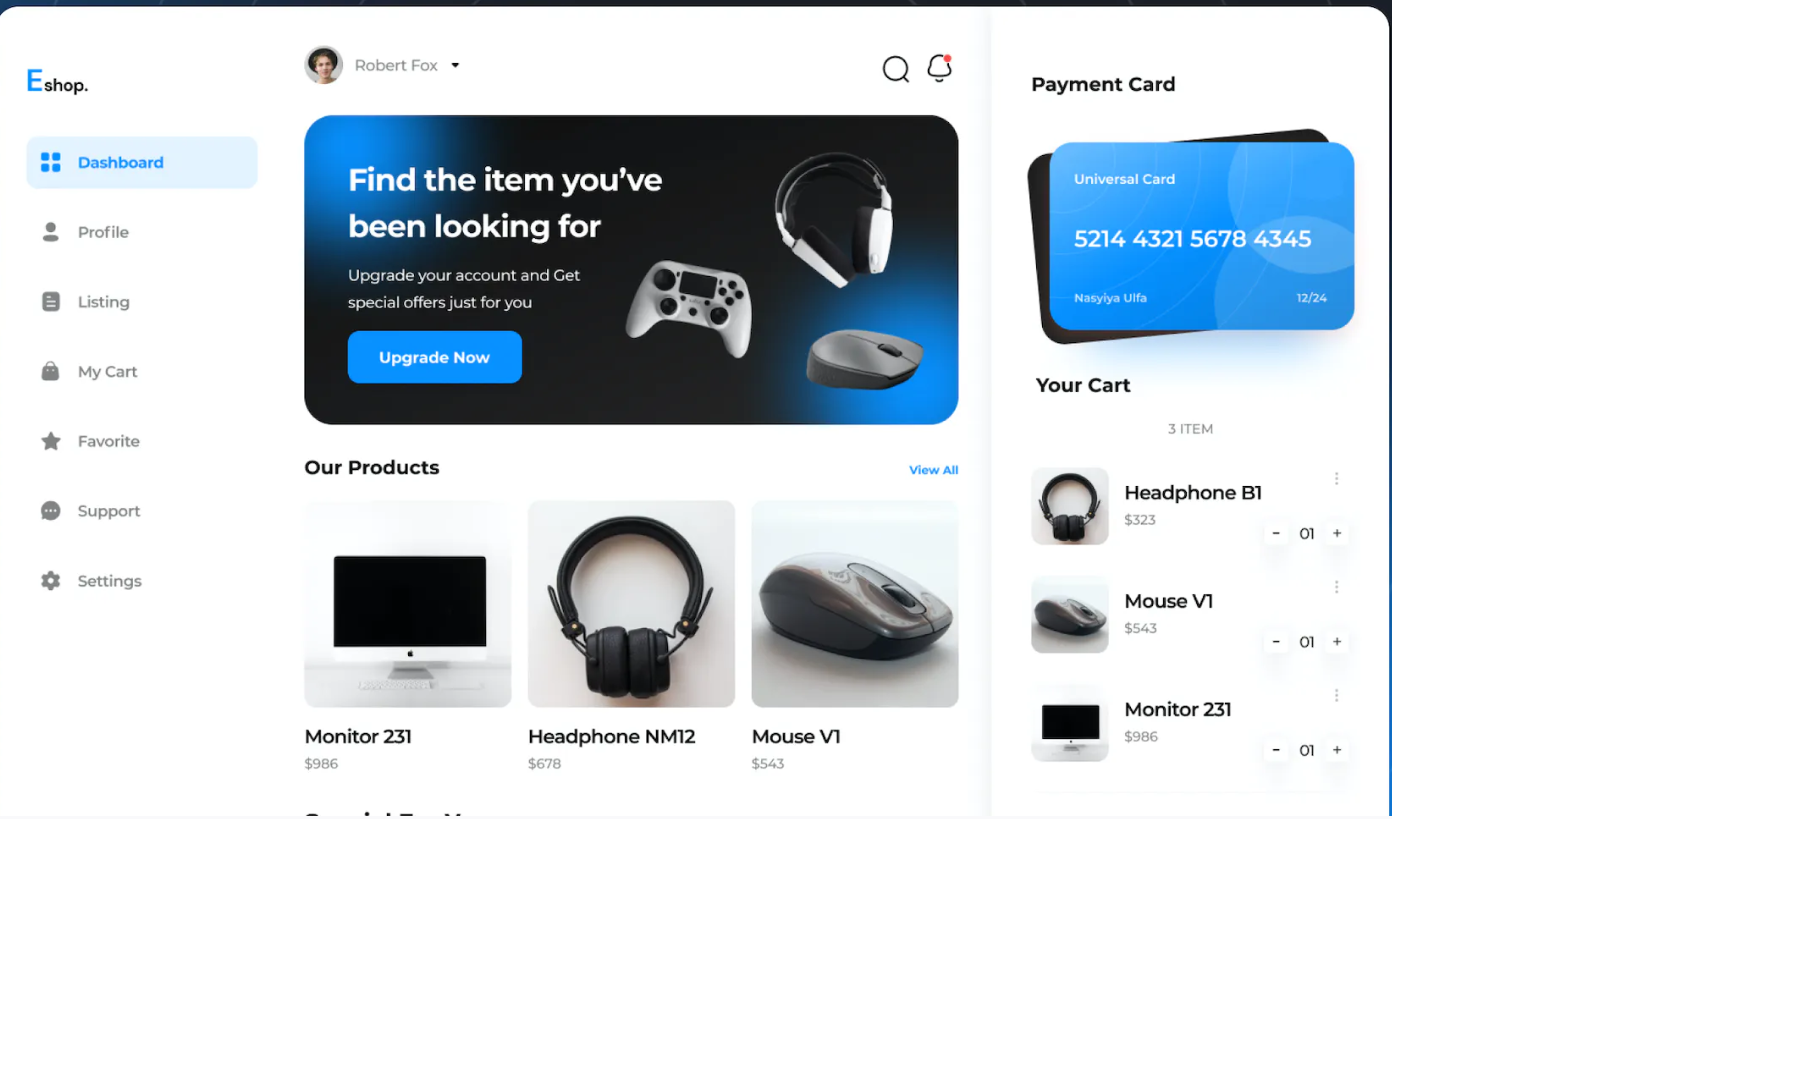 Eshop.
Dashboard
Profile
Listing
My Cart
Favorite
Support
Settings
Robert Fox
Find the item you’ve
been looking for
Upgrade your account and Get
special offers just for you
Upgrade Now
Our Products
View All
Monitor 231
$986
Headphone NM12
$678
Mouse V1
$543
Payment Card
Universal Card
5214 4321 5678 4345
Nasyiya Ulfa
12/24
Your Cart
3 ITEM
Headphone B1
$323
- 01 +
Mouse V1
$543
- 01 +
Monitor 231
$986
- 01 +